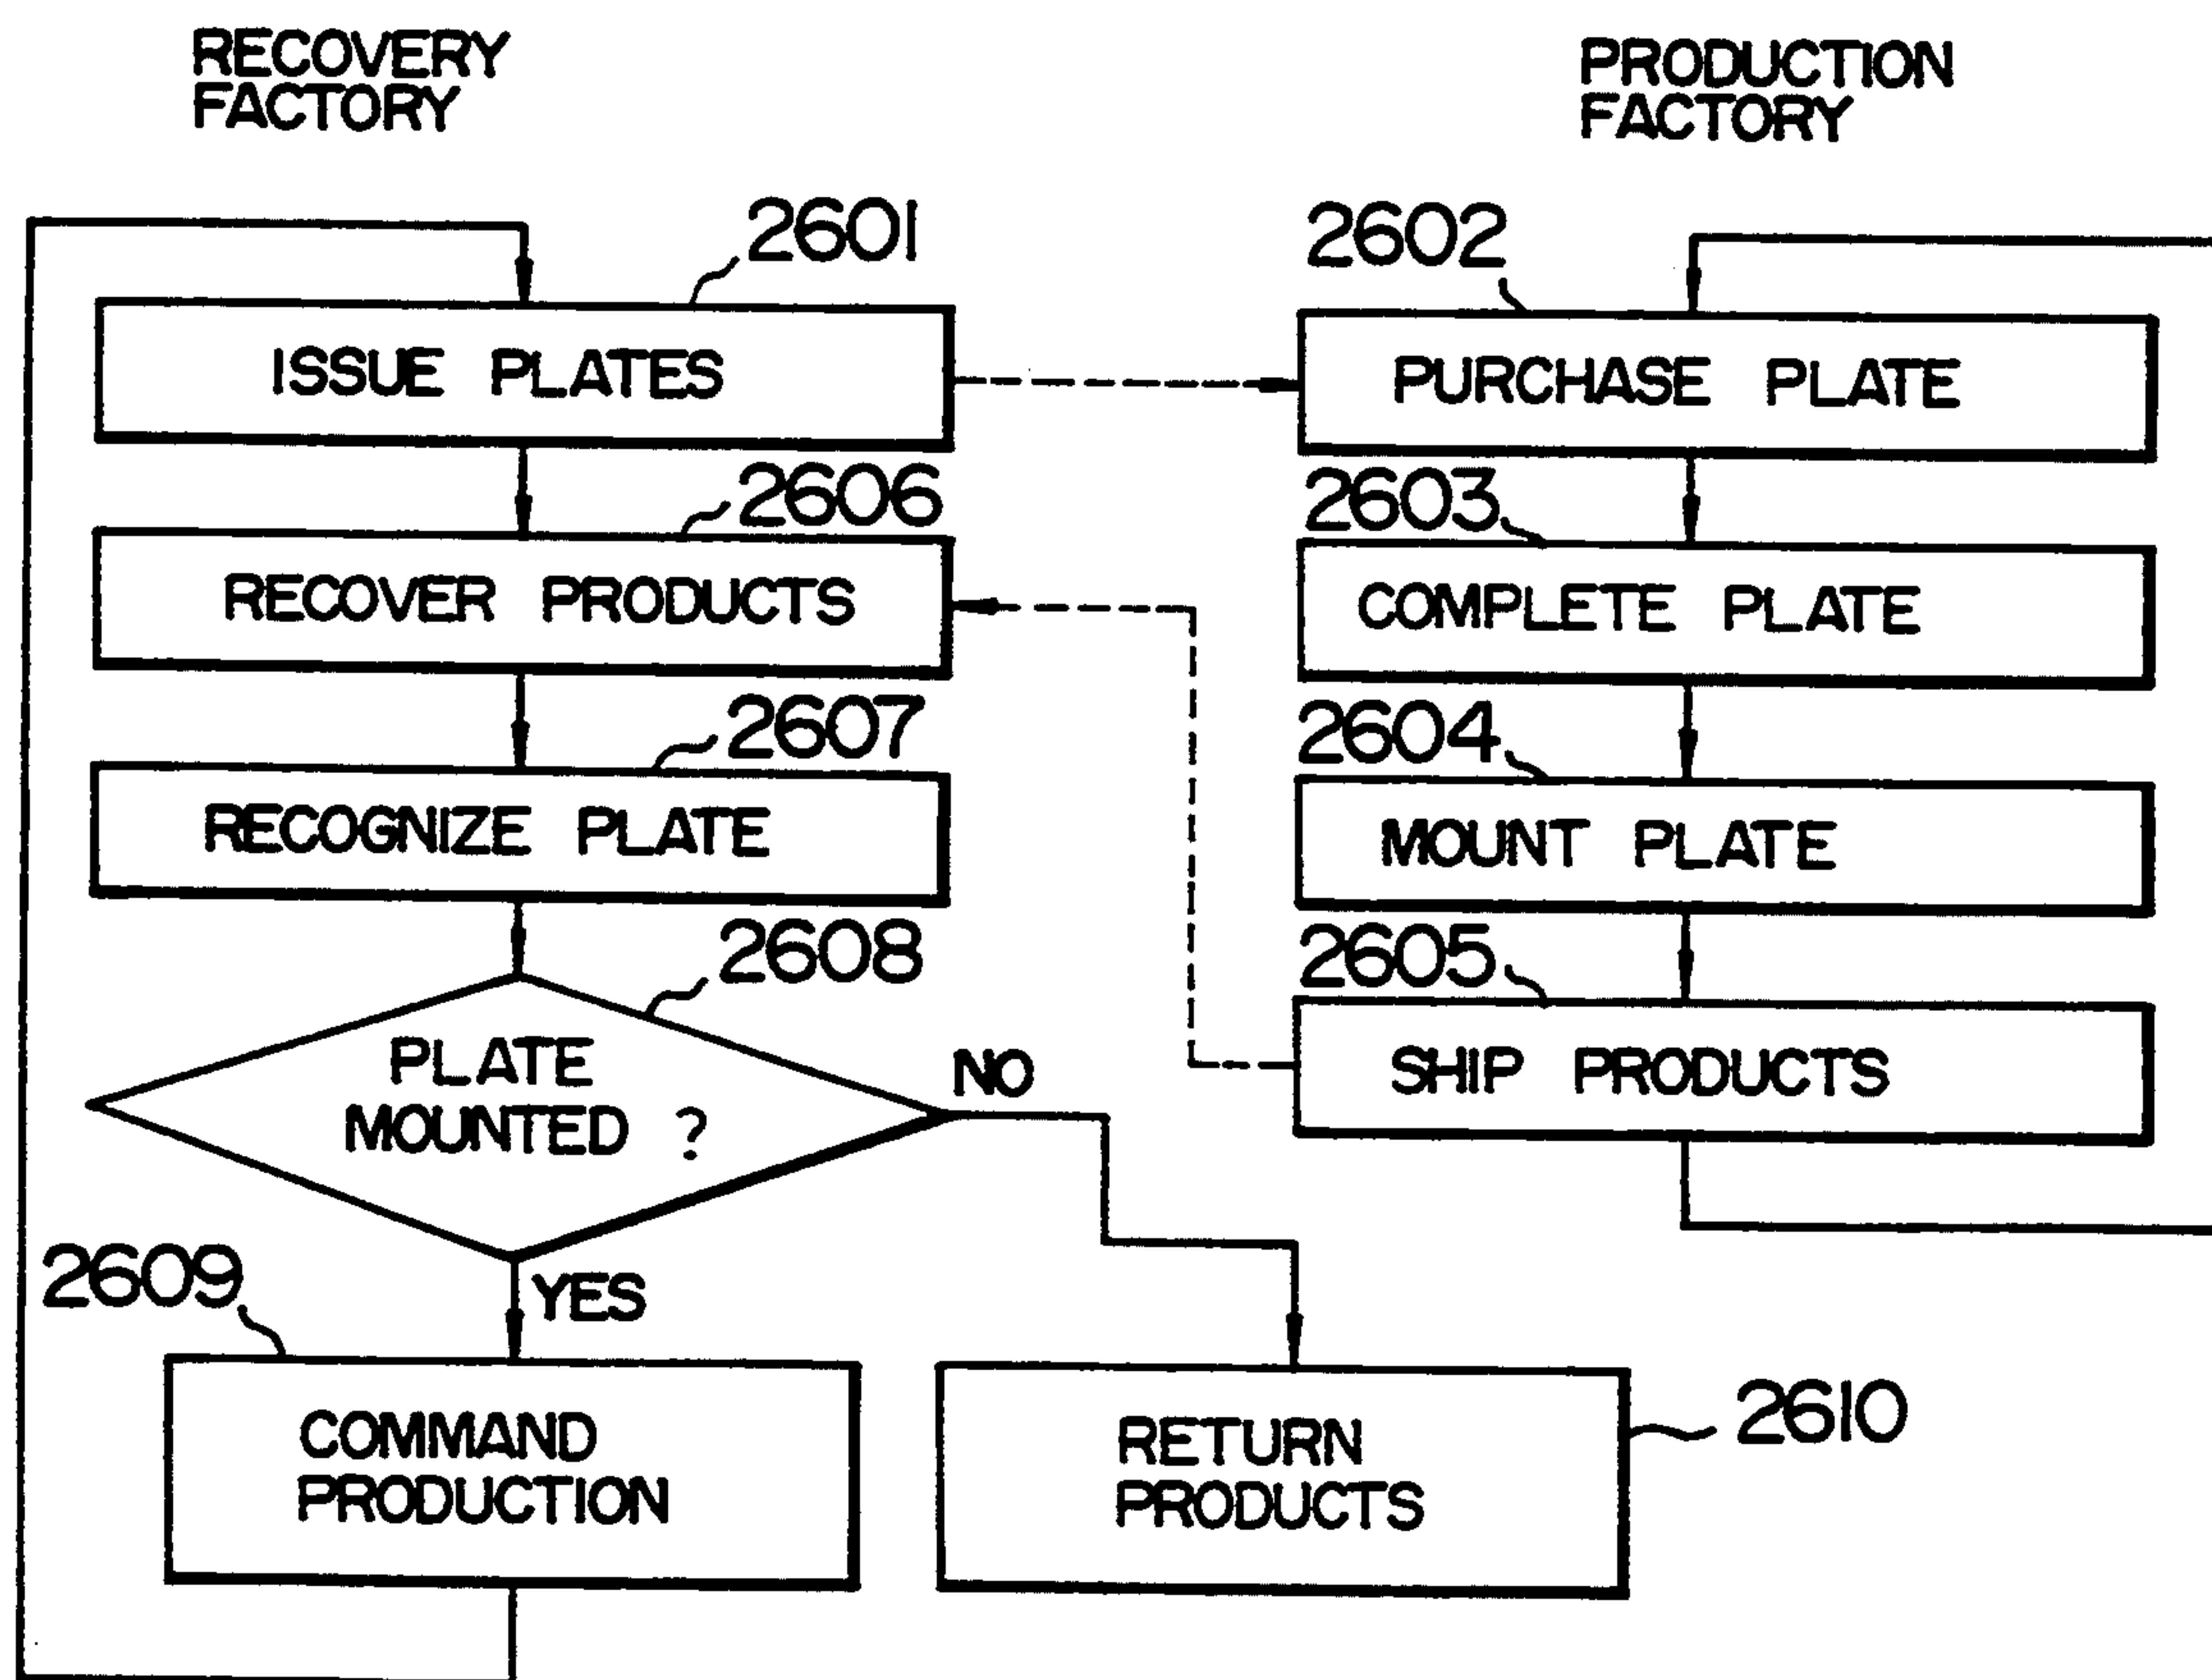 RECOVERY
FACTORY
PRODUCTION
FACTORY
2601
ISSUE PLATES
2602
PURCHASE PLATE
2606
RECOVER PRODUCTS
2603
COMPLETE PLATE
2607
RECOGNIZE PLATE
2604
MOUNT PLATE
2608
PLATE
MOUNTED ?
NO
YES
2605
SHIP PRODUCTS
2609
COMMAND
PRODUCTION
RETURN
PRODUCTS
2610